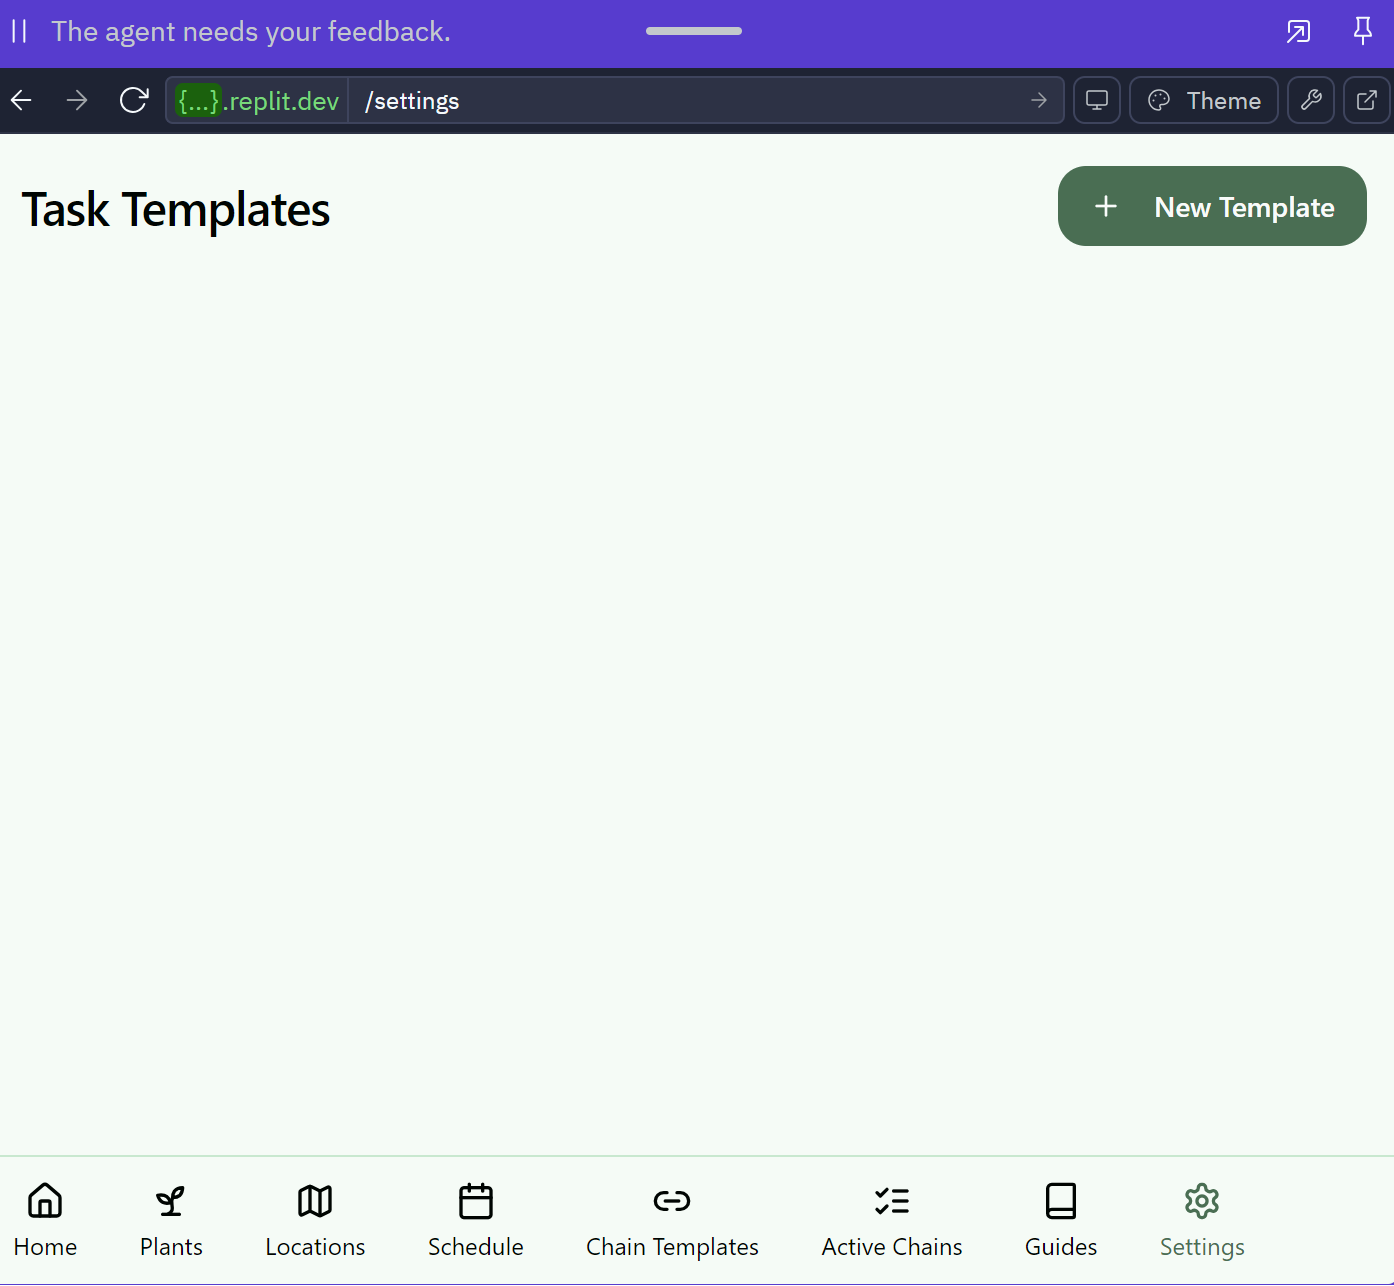 The agent needs your feedback.
{...}.replit.dev /settings Theme
Task Templates
New Template
Home Plants Locations Schedule Chain Templates Active Chains Guides Settings